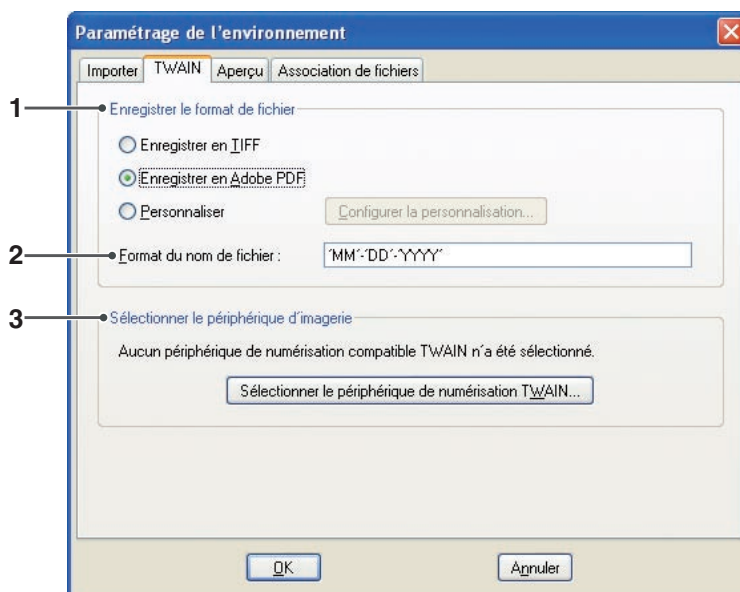 Paramétrage de l'environnement
Importer TWAIN Aperçu Association de fichiers
1 Enregistrer le format de fichier
Enregistrer en TIFF
Enregistrer en Adobe PDF
Personnaliser Configurer la personnalisation...
2 Format du nom de fichier : ´MM´-´DD´-´YYYY´
3 Sélectionner le périphérique d´imagerie
Aucun périphérique de numérisation compatible TWAIN n´a été sélectionné.
Sélectionner le périphérique de numérisation TWAIN...
OK Annuler